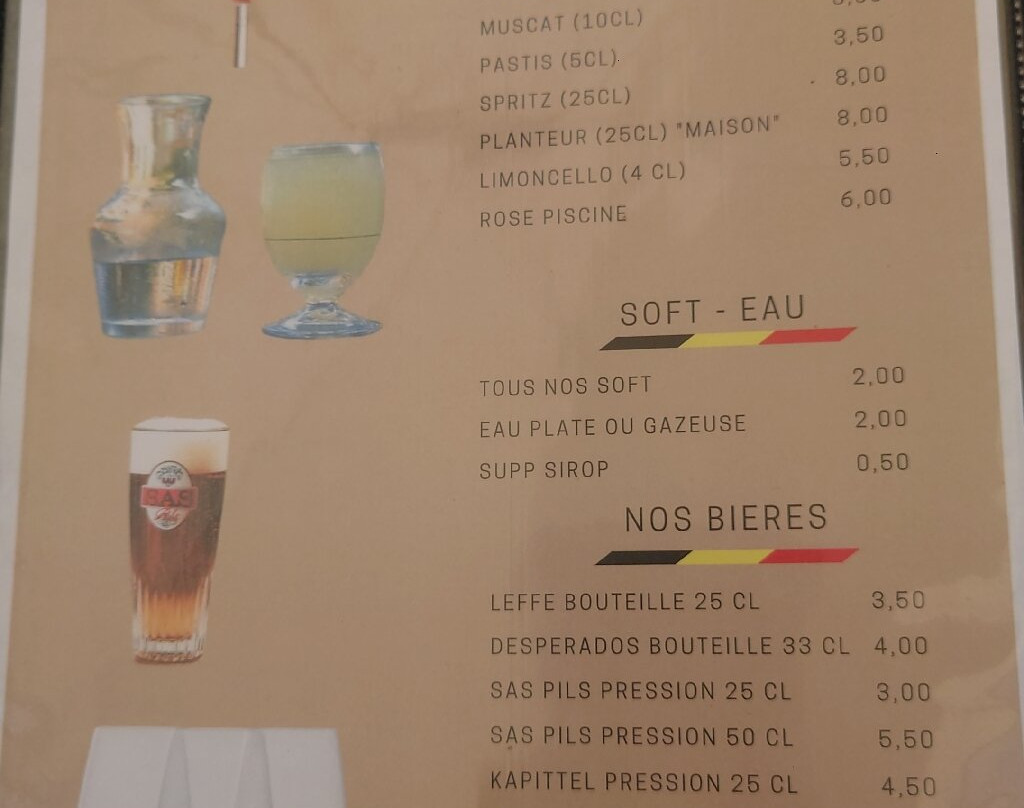 MUSCAT (10CL)
PASTIS (5CL) 3,50
SPRITZ (25CL) 8,00
PLANTEUR (25CL) "MAISON" 8,00
LIMONCELLO (4 CL) 5,50
ROSE PISCINE 6,00
SOFT - EAU
TOUS NOS SOFT 2,00
EAU PLATE OU GAZEUSE 2,00
SUPP SIROP 0,50
SAS
NOS BIERES
LEFFE BOUTEILLE 25 CL 3,50
DESPERADOS BOUTEILLE 33 CL 4,00
SAS PILS PRESSION 25 CL 3,00
SAS PILS PRESSION 50 CL 5,50
KAPITTEL PRESSION 25 CL 4,50